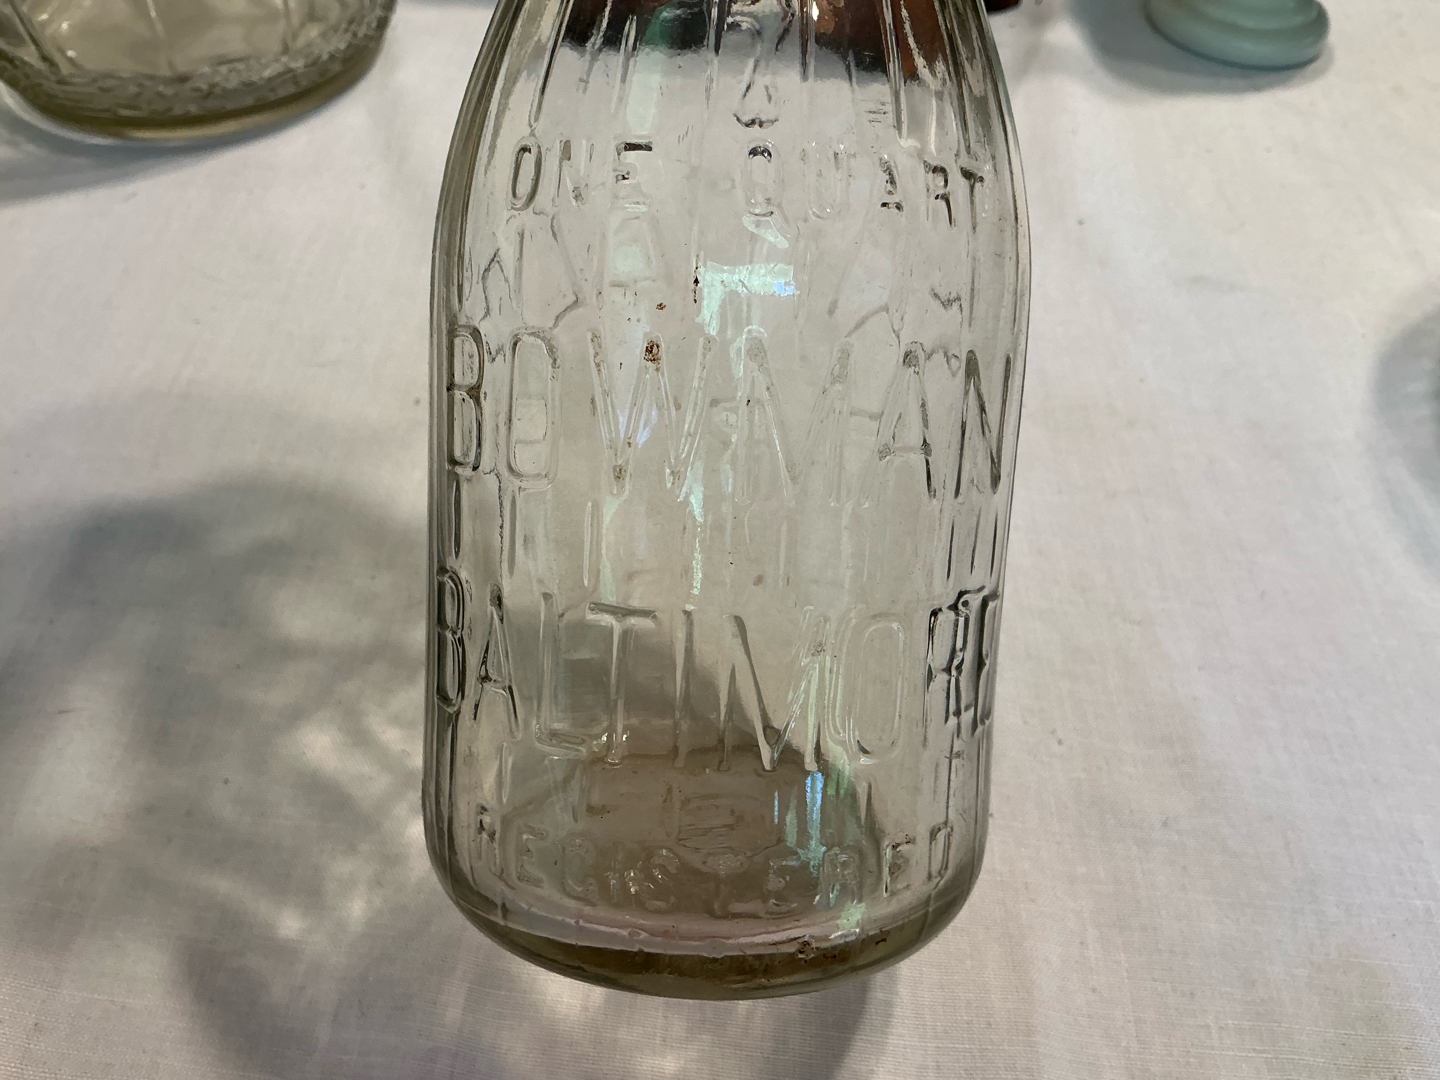 ONE QUART
BOWMAN
BALTIMORE
REGISTERED